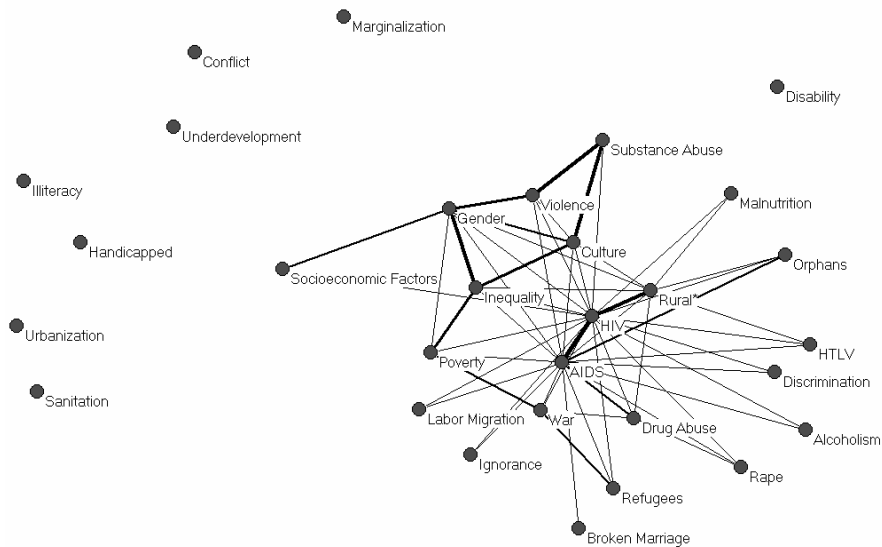 Marginalization
Conflict
Disability
Underdevelopment
Substance Abuse
Illiteracy
Violence
Malnutrition
Gender
Handicapped
Culture
Orphans
Socioeconomic Factors
Inequality
Rural*
HIV
Urbanization
HTLV
Poverty
AIDS
Discrimination
Sanitation
Labor Migration
War
Drug Abuse
Alcoholism
Ignorance
Rape
Refugees
Broken Marriage